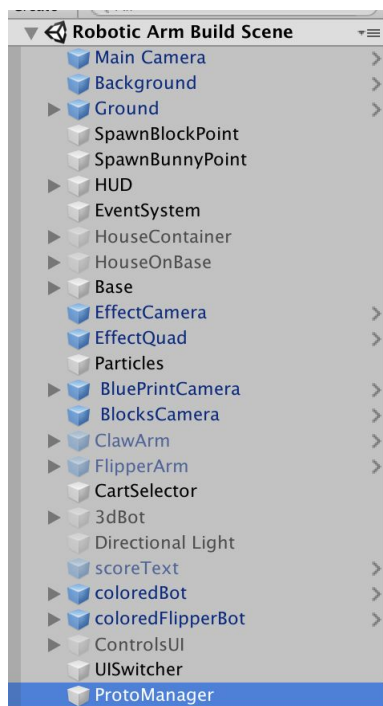 Robotic Arm Build Scene
Main Camera
Background
Ground
SpawnBlockPoint
SpawnBunnyPoint
HUD
EventSystem
HouseContainer
HouseOnBase
Base
EffectCamera
EffectQuad
Particles
BluePrintCamera
BlocksCamera
ClawArm
FlipperArm
CartSelector
3dBot
Directional Light
scoreText
coloredBot
coloredFlipperBot
ControlsUI
UISwitcher
ProtoManager